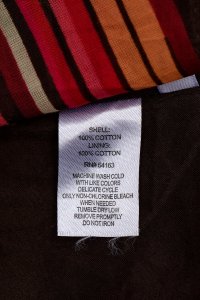 SHELL:
100% COTTON
LINING:
100% COTTON
RN# 54163
MACHINE WASH COLD
WITH LIKE COLORS
DELICATE CYCLE
ONLY NON-CHLORINE BLEACH
WHEN NEEDED
TUMBLE DRY LOW
REMOVE PROMPTLY
DO NOT IRON